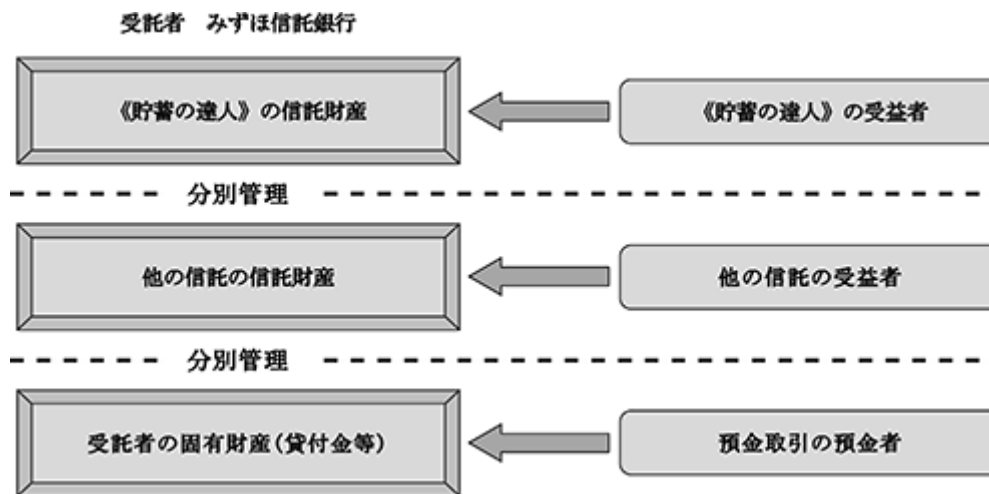 受託者 みずほ信託銀行
《貯蓄の達人》の信託財産
《貯蓄の達人》の受益者
分別管理
他の信託の信託財産
他の信託の受益者
分別管理
受託者の固有財産（貸付金等）
預金取引の預金者